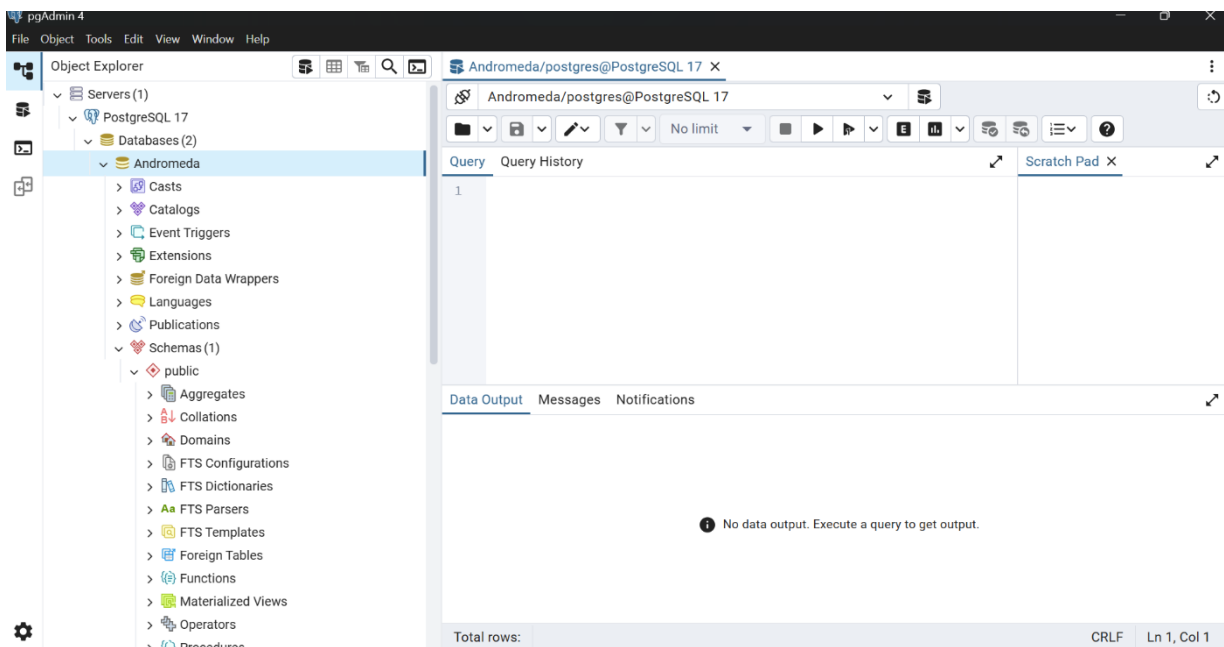 pgAdmin 4
File Object Tools Edit View Window Help
Object Explorer
Servers (1)
PostgreSQL 17
Databases (2)
Andromeda
Casts
Catalogs
Event Triggers
Extensions
Foreign Data Wrappers
Languages
Publications
Schemas (1)
public
Aggregates
Collations
Domains
FTS Configurations
FTS Dictionaries
Aa FTS Parsers
FTS Templates
Foreign Tables
Functions
Materialized Views
Operators
Procedures
Andromeda/postgres@PostgreSQL 17
Andromeda/postgres@PostgreSQL 17
No limit
E
Query Query History
Scratch Pad
1
Data Output Messages Notifications
No data output. Execute a query to get output.
Total rows:
CRLF Ln 1, Col 1